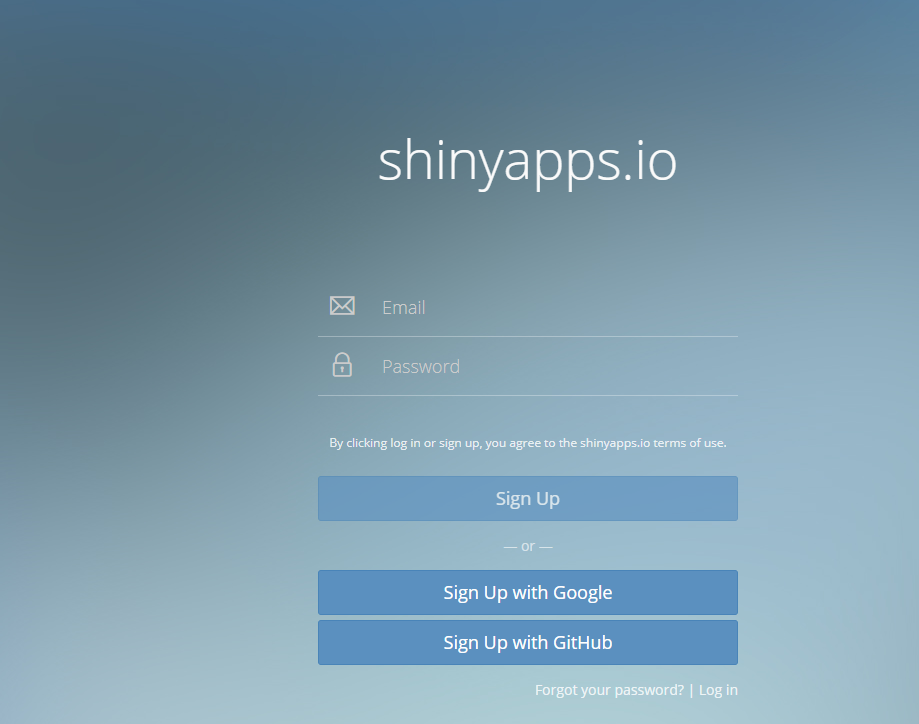 shinyapps.io
Email
Password
By clicking log in or sign up, you agree to the shinyapps.io terms of use.
Sign Up
— or —
Sign Up with Google
Sign Up with GitHub
Forgot your password? | Log in